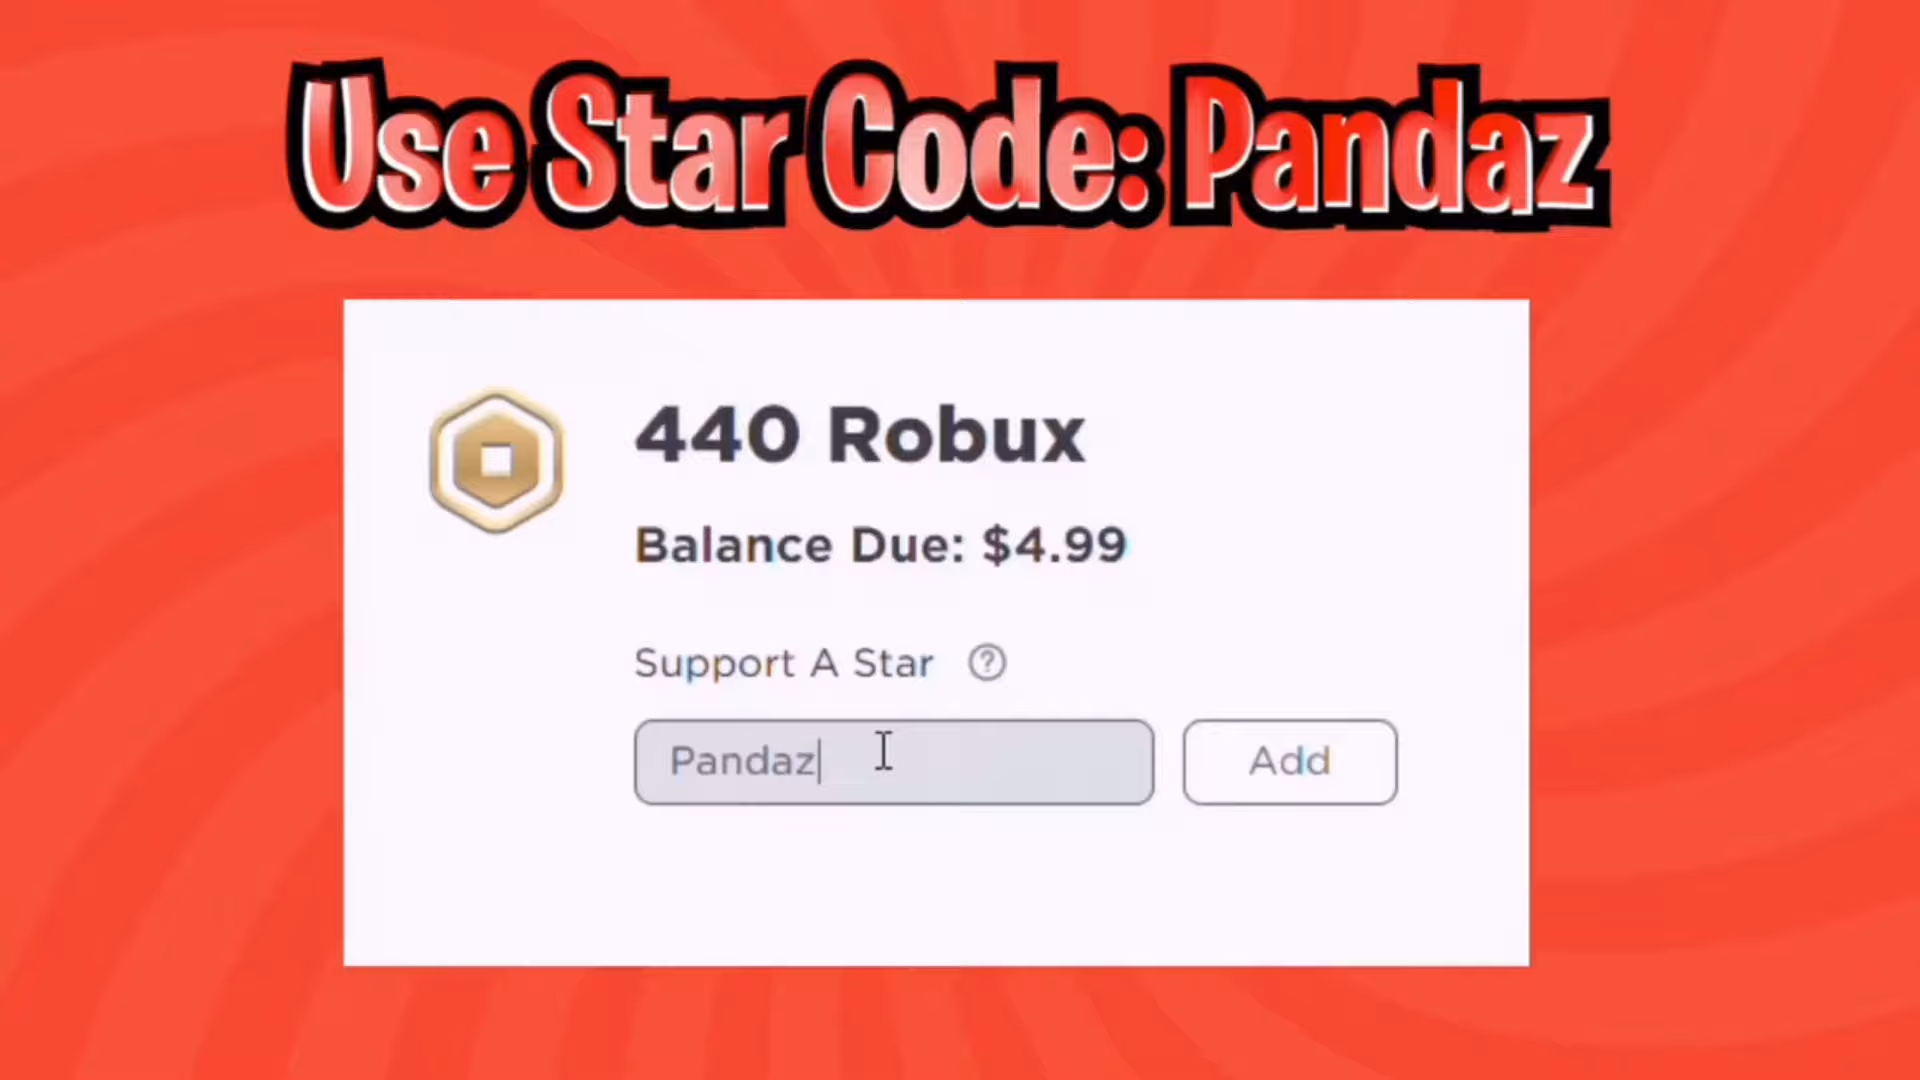 Use Star Code: Pandaz
440 Robux
Balance Due: $4.99
Support A Star ?
Pandaz
Add